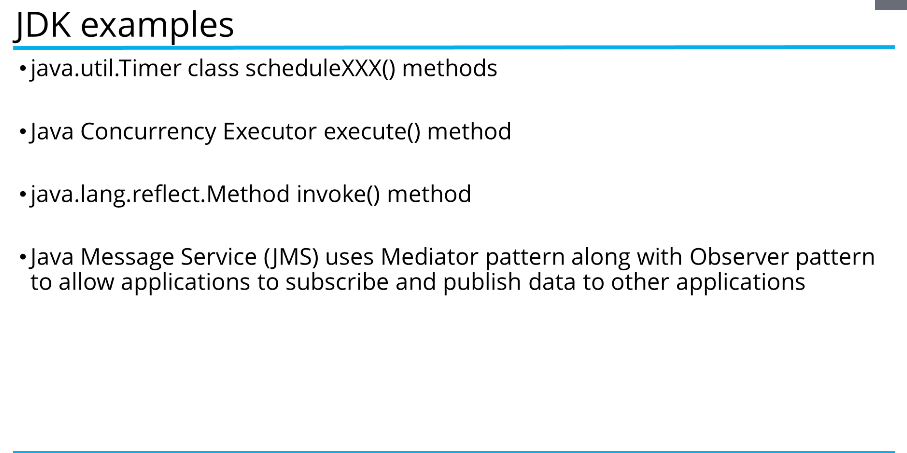 JDK examples
•java.util.Timer class scheduleXXX() methods
•Java Concurrency Executor execute() method
•java.lang.reflect.Method invoke() method
•Java Message Service (JMS) uses Mediator pattern along with Observer pattern
to allow applications to subscribe and publish data to other applications